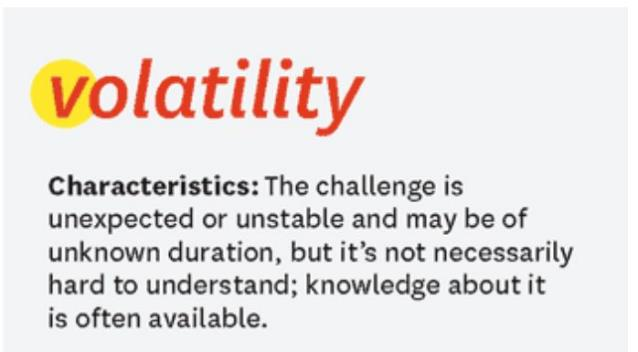 volatility
Characteristics: The challenge is
unexpected or unstable and may be of
unknown duration, but it’s not necessarily
hard to understand; knowledge about it
is often available.